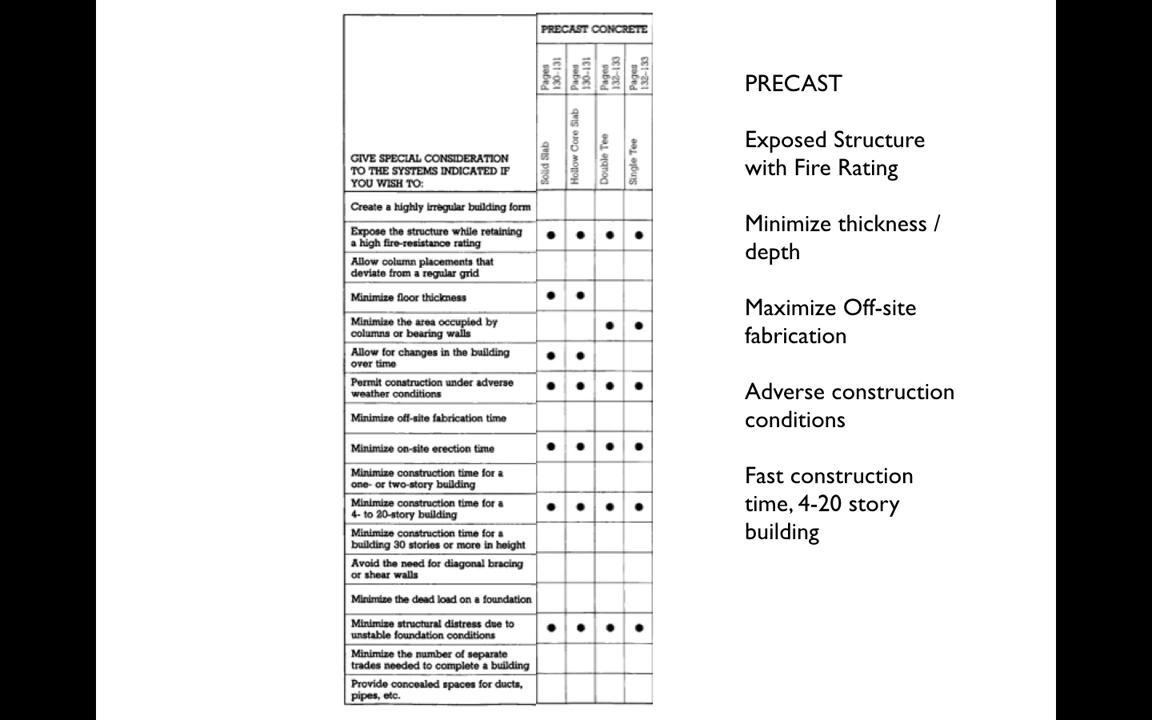 PRECAST CONCRETE
Pages
130-131
Pages
130-131
Pages
132-133
Pages
132-133
Solid Slab
Hollow Core Slab
Double Tee
Single Tee
GIVE SPECIAL CONSIDERATION
TO THE SYSTEMS INDICATED IF
YOU WISH TO:
Create a highly irregular building form
Expose the structure while retaining
a high fire-resistance rating
Allow column placements that
deviate from a regular grid
Minimize floor thickness
Minimize the area occupied by
columns or bearing walls
Allow for changes in the building
over time
Permit construction under adverse
weather conditions
Minimize off-site fabrication time
Minimize on-site erection time
Minimize construction time for a
one- or two-story building
Minimize construction time for a
4- to 20-story building
Minimize construction time for a
building 30 stories or more in height
Avoid the need for diagonal bracing
or shear walls
Minimize the dead load on a foundation
Minimize structural distress due to
unstable foundation conditions
Minimize the number of separate
trades needed to complete a building
Provide concealed spaces for ducts,
pipes, etc.
PRECAST
Exposed Structure
with Fire Rating
Minimize thickness /
depth
Maximize Off-site
fabrication
Adverse construction
conditions
Fast construction
time, 4-20 story
building